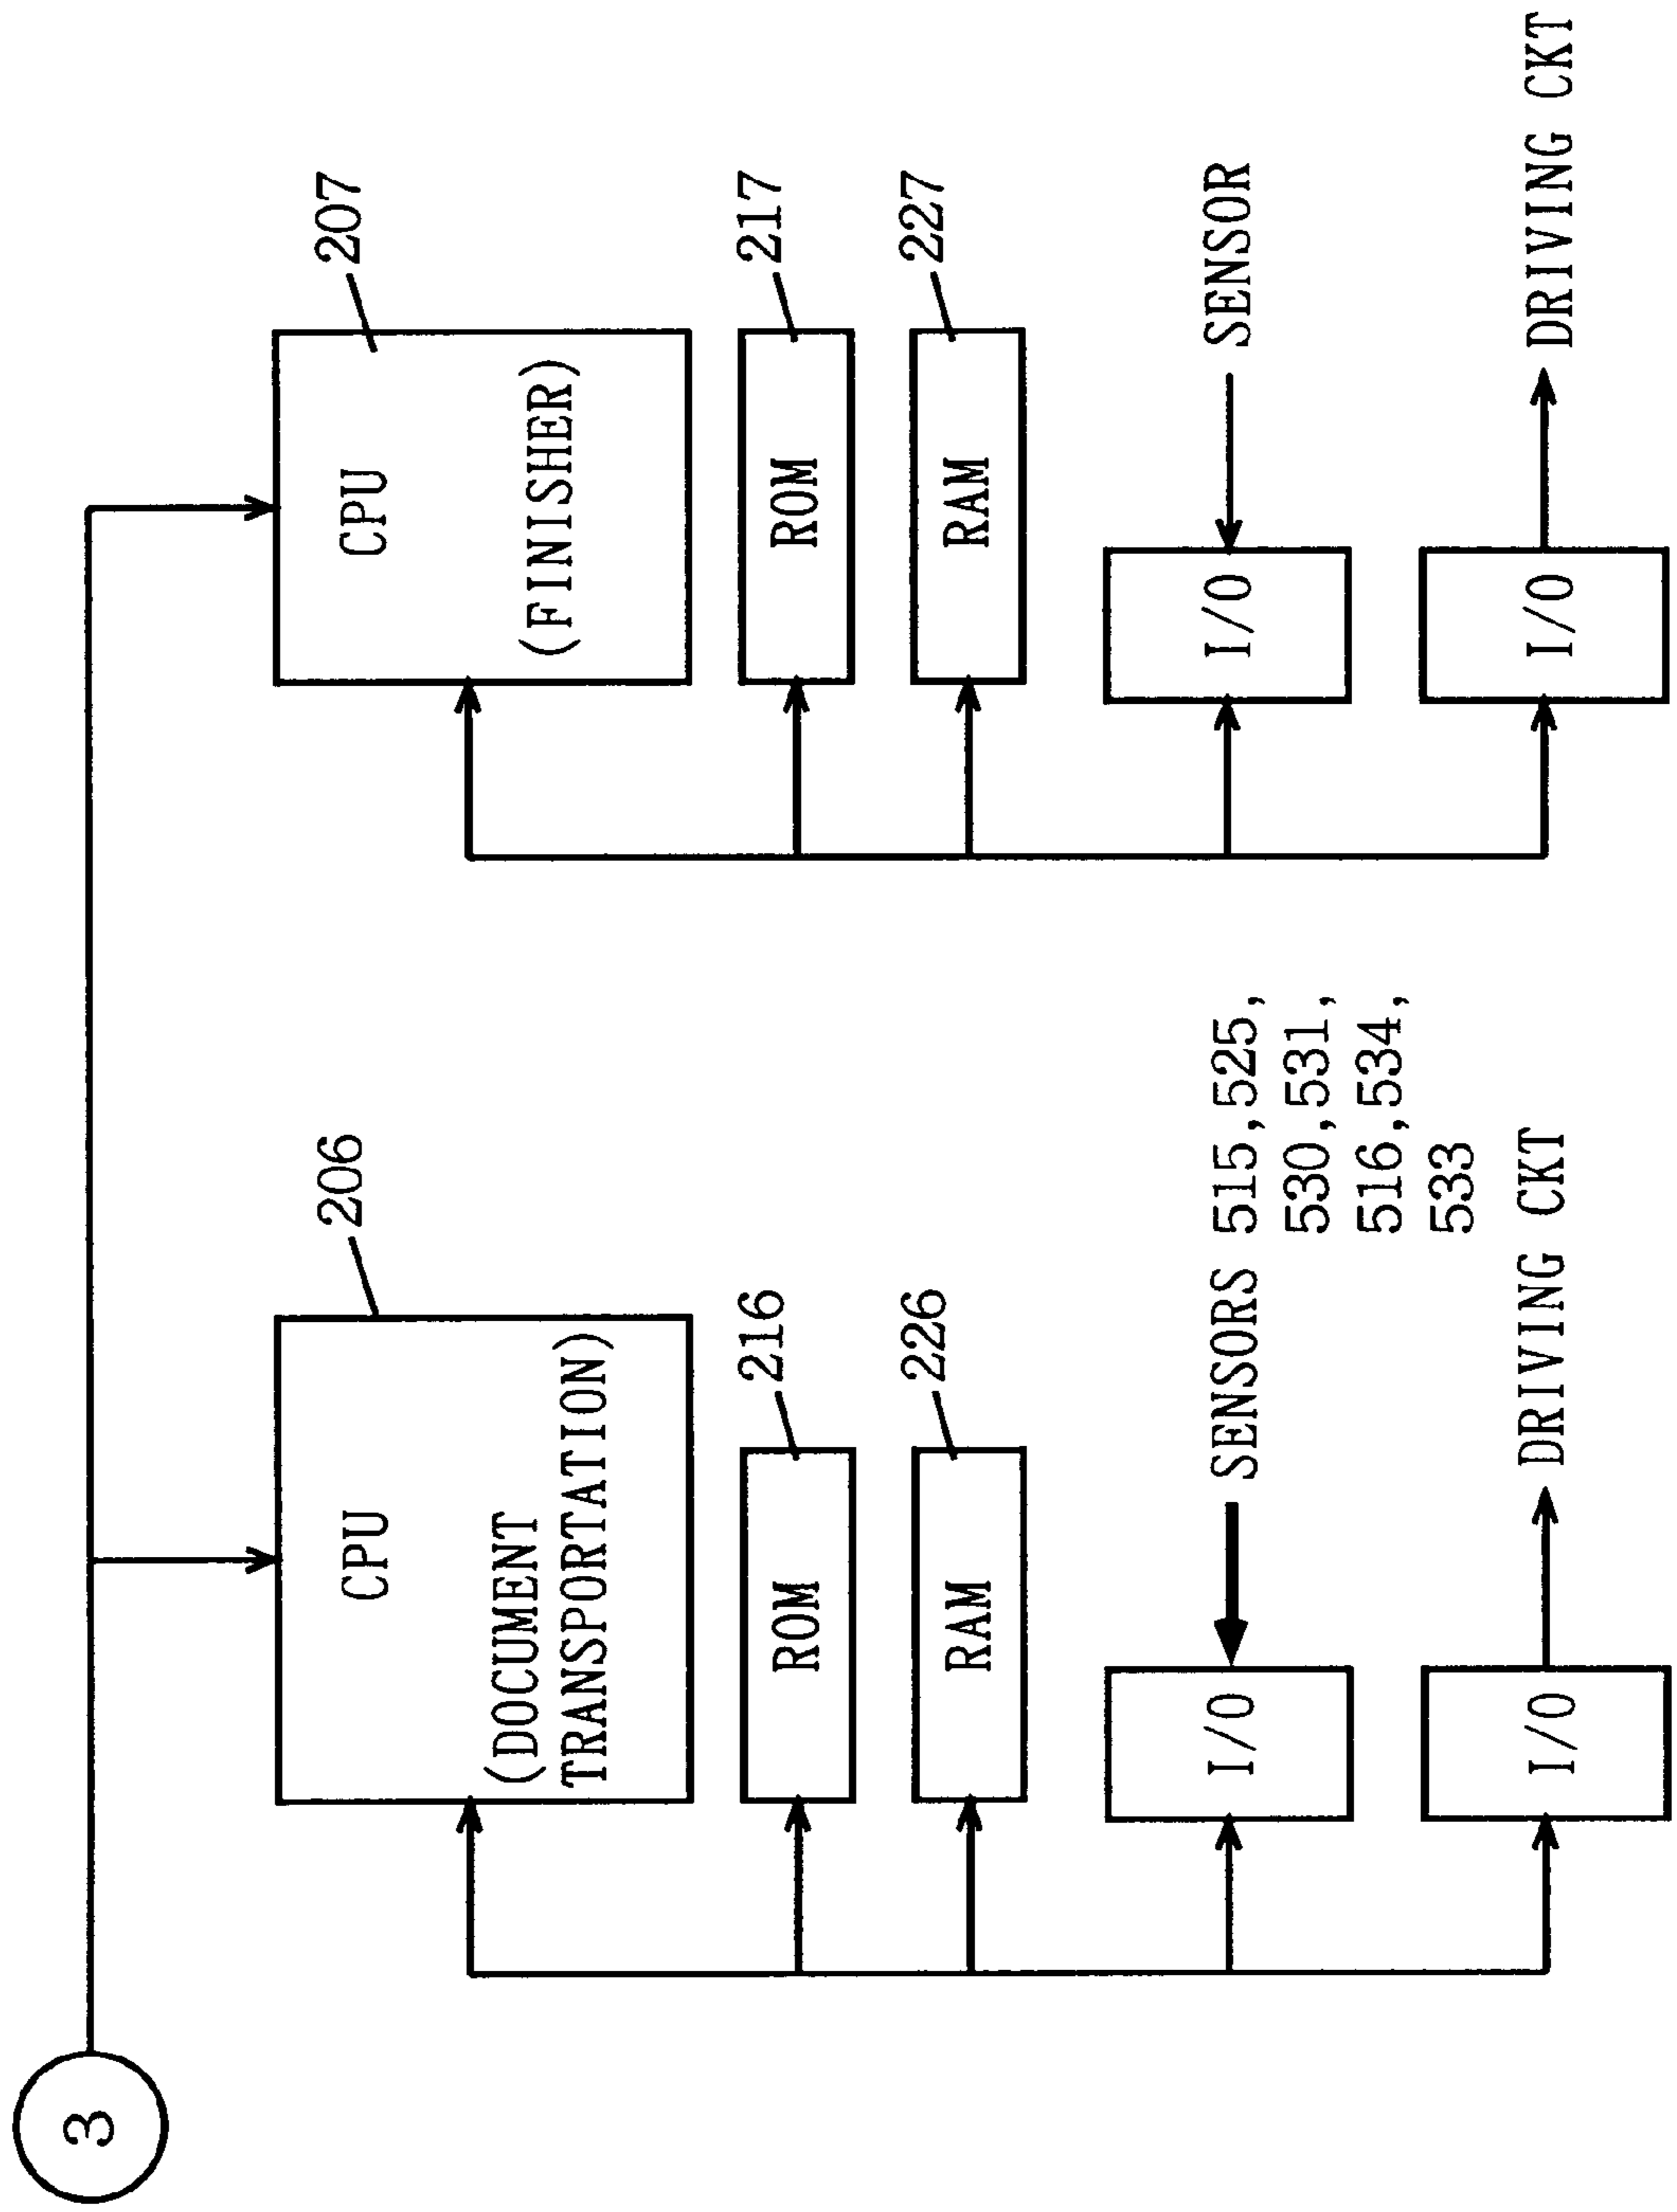 3
206
CPU
(DOCUMENT
TRANSPORTATION)
216
ROM
226
RAM
I/O
SENSORS 515,525,
530,531,
516,534,
533
I/O
DRIVING CKT
207
CPU
(FINISHER)
217
ROM
227
RAM
I/O
SENSOR
I/O
DRIVING CKT